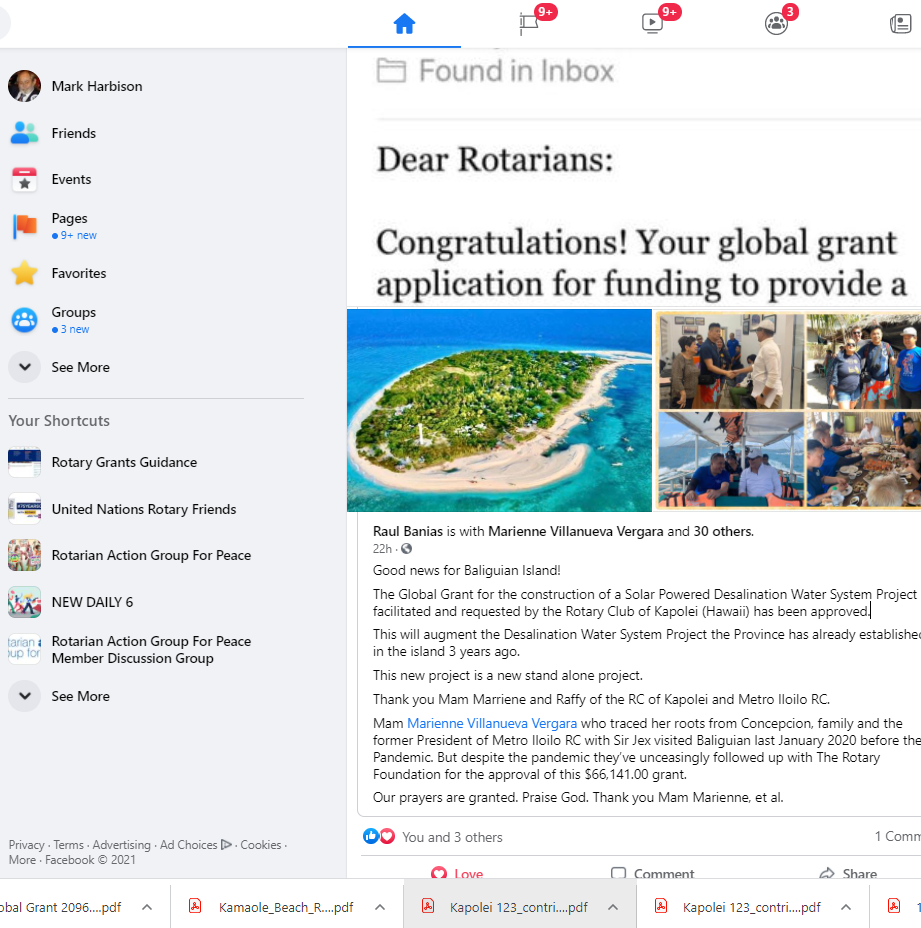 9+
9+
3
Mark Harbison
Friends
Events
Pages
9+ new
Favorites
Groups
3 new
See More
Your Shortcuts
Rotary Grants Guidance
United Nations Rotary Friends
Rotarian Action Group For Peace
NEW DAILY 6
Rotarian Action Group For Peace
Member Discussion Group
See More
Privacy · Terms · Advertising · Ad Choices · Cookies ·
More · Facebook © 2021
Found in Inbox
Dear Rotarians:
Congratulations! Your global grant
application for funding to provide a
Raul Banias is with Marienne Villanueva Vergara and 30 others.
22h ·
Good news for Baliguian Island!
The Global Grant for the construction of a Solar Powered Desalination Water System Project
facilitated and requested by the Rotary Club of Kapolei (Hawaii) has been approved.
This will augment the Desalination Water System Project the Province has already established
in the island 3 years ago.
This new project is a new stand alone project.
Thank you Mam Marriene and Raffy of the RC of Kapolei and Metro Iloilo RC.
Mam Marienne Villanueva Vergara who traced her roots from Concepcion, family and the
former President of Metro Iloilo RC with Sir Jex visited Baliguian last January 2020 before the
Pandemic. But despite the pandemic they've unceasingly followed up with The Rotary
Foundation for the approval of this $66,141.00 grant.
Our prayers are granted. Praise God. Thank you Mam Marienne, et al.
You and 3 others
1 Comm
Love
Comment
Share
obal Grant 2096....pdf
Kamaole_Beach_R....pdf
Kapolei 123_contri....pdf
Kapolei 123_contri....pdf
1